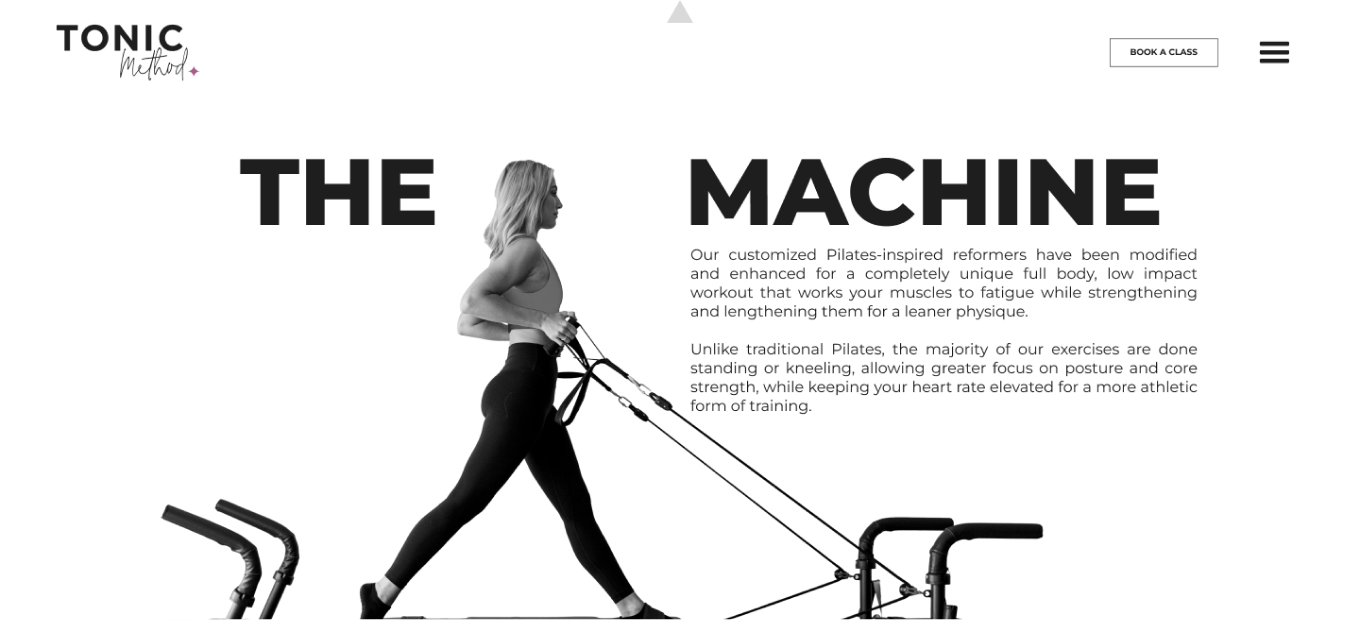 TONIC
Method
BOOK A CLASS
THE MACHINE
Our customized Pilates-inspired reformers have been modified
and enhanced for a completely unique full body, low impact
workout that works your muscles to fatigue while strengthening
and lengthening them for a leaner physique.
Unlike traditional Pilates, the majority of our exercises are done
standing or kneeling, allowing greater focus on posture and core
strength, while keeping your heart rate elevated for a more athletic
form of training.